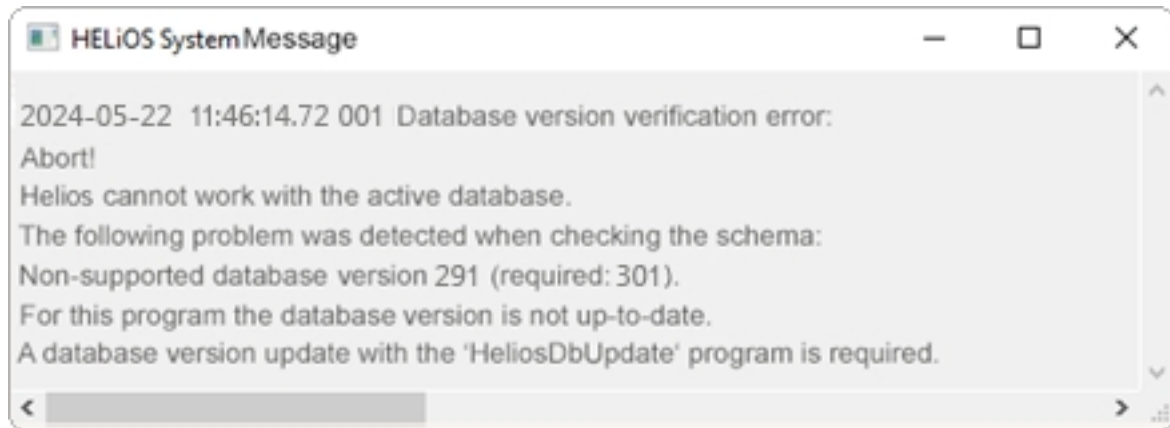 HELiOS System Message
2024-05-22 11:46:14.72 001 Database version verification error:
Abort!
Helios cannot work with the active database.
The following problem was detected when checking the schema:
Non-supported database version 291 (required: 301).
For this program the database version is not up-to-date.
A database version update with the ‘HeliosDbUpdate‘ program is required.